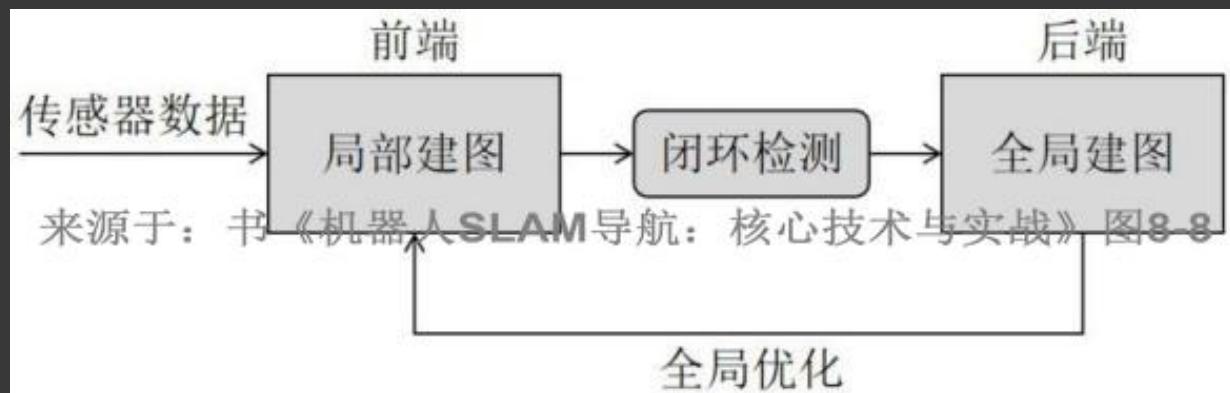 前端
后端
传感器数据
局部建图
闭环检测
全局建图
来源于：书《机器人SLAM导航：核心技术与实战》图8-8
全局优化